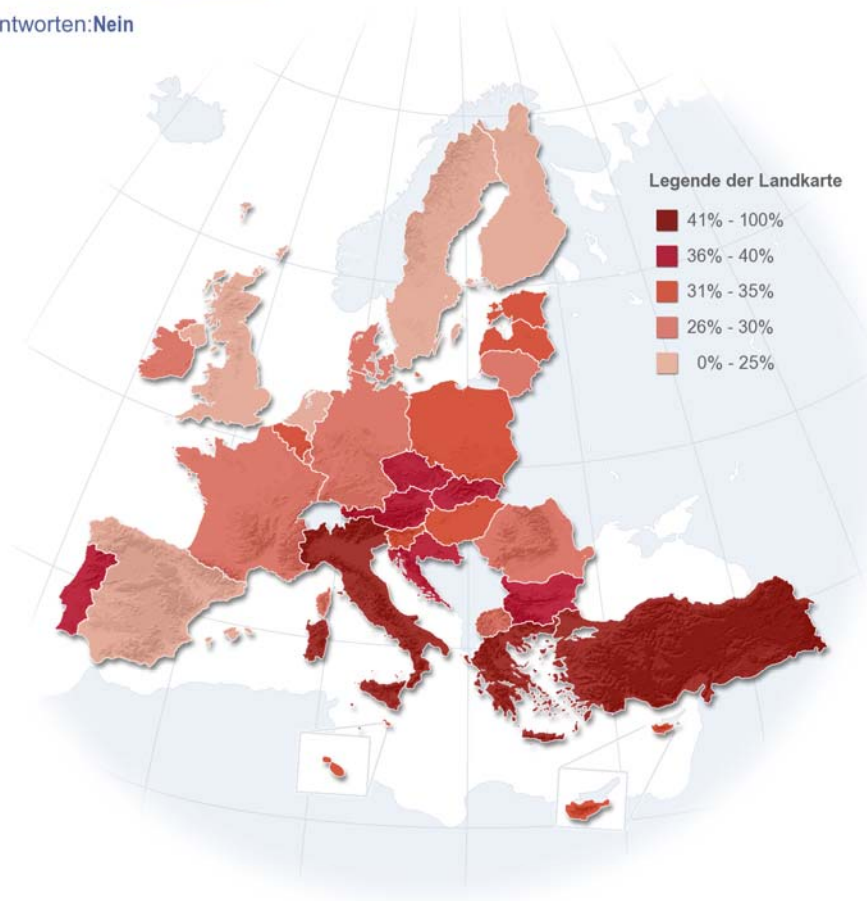 ntworten:Nein
Legende der Landkarte
41% - 100%
36% - 40%
31% - 35%
26% - 30%
0% - 25%